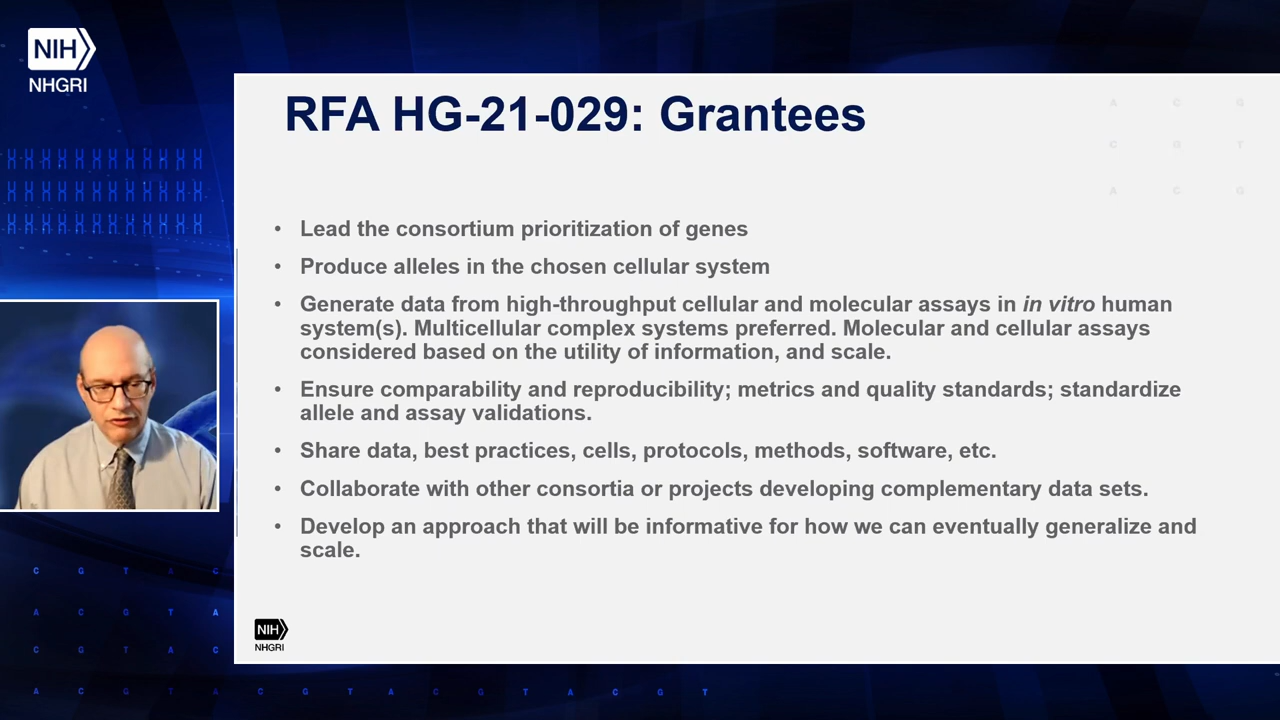 NIH
NHGRI
RFA HG-21-029: Grantees
A C G
C G T
A C G
• Lead the consortium prioritization of genes
• Produce alleles in the chosen cellular system
• Generate data from high-throughput cellular and molecular assays in in vitro human
system(s). Multicellular complex systems preferred. Molecular and cellular assays
considered based on the utility of information, and scale.
• Ensure comparability and reproducibility; metrics and quality standards; standardize
allele and assay validations.
• Share data, best practices, cells, protocols, methods, software, etc.
• Collaborate with other consortia or projects developing complementary data sets.
• Develop an approach that will be informative for how we can eventually generalize and
scale.
NIH
NHGRI
C G T A C
A C G T A
C G T A C
A C G T A C G T A C G T A C G T